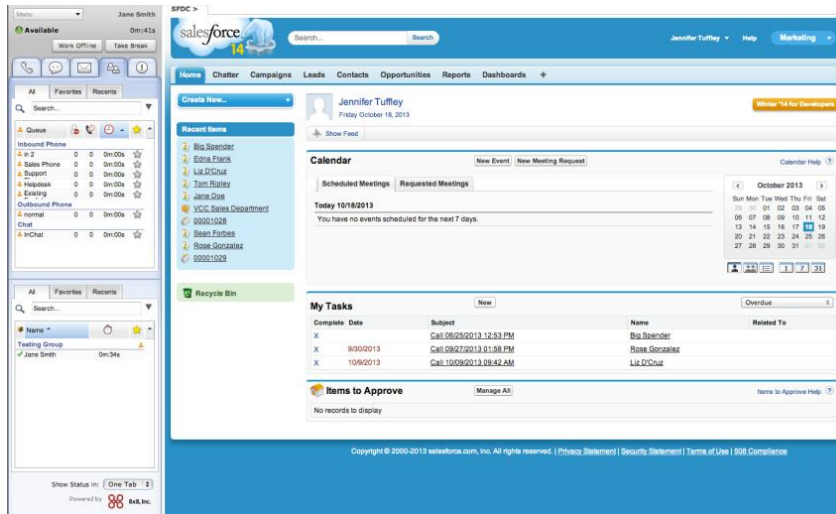 Menu
Jane Smith
Available 0m:41s
Work Offline Take Break
All Favorites Recents
Search...
Queue
Inbound Phone
in 2 0 0 0m:00s
Sales Phone 0 0 0m:00s
Support 0 0 0m:00s
Helpdesk 0 0 0m:00s
Existing 0 0 0m:00s
Outbound Phone
normal 0 0 0m:00s
Chat
InChat 0 0 0m:00s
All Favorites Recents
Search...
Name
Testing Group
Jane Smith 0m:34s
Show Status in: One Tab
Powered by 8x8, Inc.
SFDC >
salesforce
14
Search... Search
Jennifer Tuffley Help Marketing
Home Chatter Campaigns Leads Contacts Opportunities Reports Dashboards +
Create New...
Recent Items
Big Spender
Edna Frank
Liz D'Cruz
Tom Ripley
Jane Doe
VCC Sales Department
00001028
Sean Forbes
Rose Gonzalez
00001029
Recycle Bin
Jennifer Tuffley
Friday October 18, 2013
Winter '14 for Developers
Show Feed
Calendar New Event New Meeting Request Calendar Help ?
Scheduled Meetings Requested Meetings
Today 10/18/2013
You have no events scheduled for the next 7 days.
October 2013
Sun Mon Tue Wed Thu Fri Sat
29 30 01 02 03 04 05
06 07 08 09 10 11 12
13 14 15 16 17 18 19
20 21 22 23 24 25 26
27 28 29 30 31 01 02
1 7 31
My Tasks New Overdue
Complete Date Subject Name Related To
X Call 06/25/2013 12:53 PM Big Spender
X 9/30/2013 Call 09/27/2013 01:58 PM Rose Gonzalez
X 10/9/2013 Call 10/09/2013 09:42 AM Liz D'Cruz
Items to Approve Manage All Items to Approve Help ?
No records to display
Copyright © 2000-2013 salesforce.com, inc. All rights reserved. | Privacy Statement | Security Statement | Terms of Use | 508 Compliance